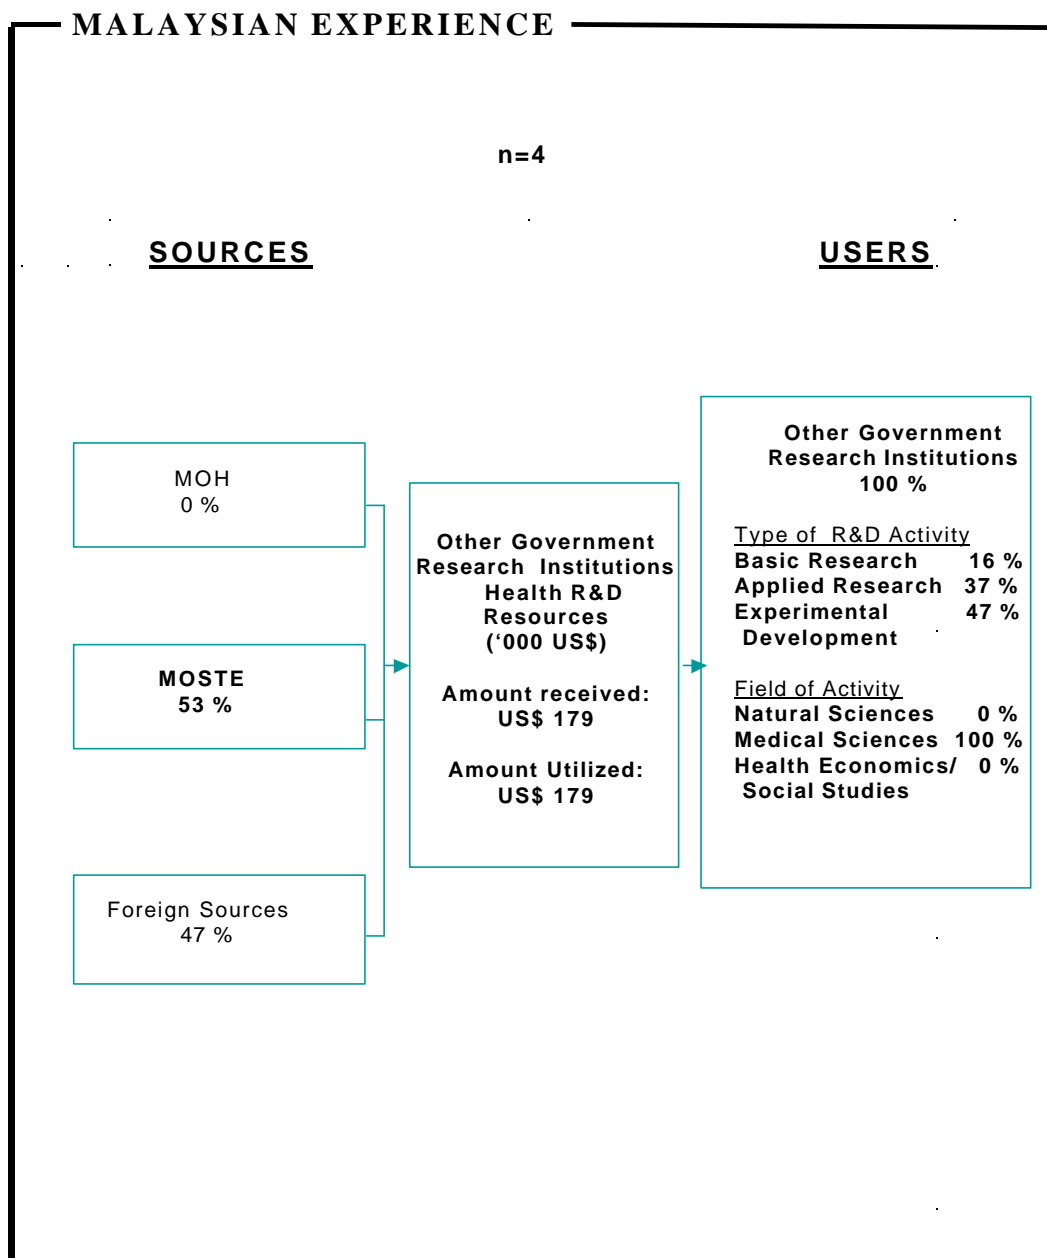 MALAYSIAN EXPERIENCE
n=4
SOURCES
USERS
MOH
0 %
MOSTE
53 %
Foreign Sources
47 %
Other Government
Research Institutions
Health R&D
Resources
(‘000 US$)
Amount received:
US$ 179
Amount Utilized:
US$ 179
Other Government
Research Institutions
100 %
Type of R&D Activity
Basic Research 16 %
Applied Research 37 %
Experimental 47 %
Development
Field of Activity
Natural Sciences 0 %
Medical Sciences 100 %
Health Economics/ 0 %
Social Studies